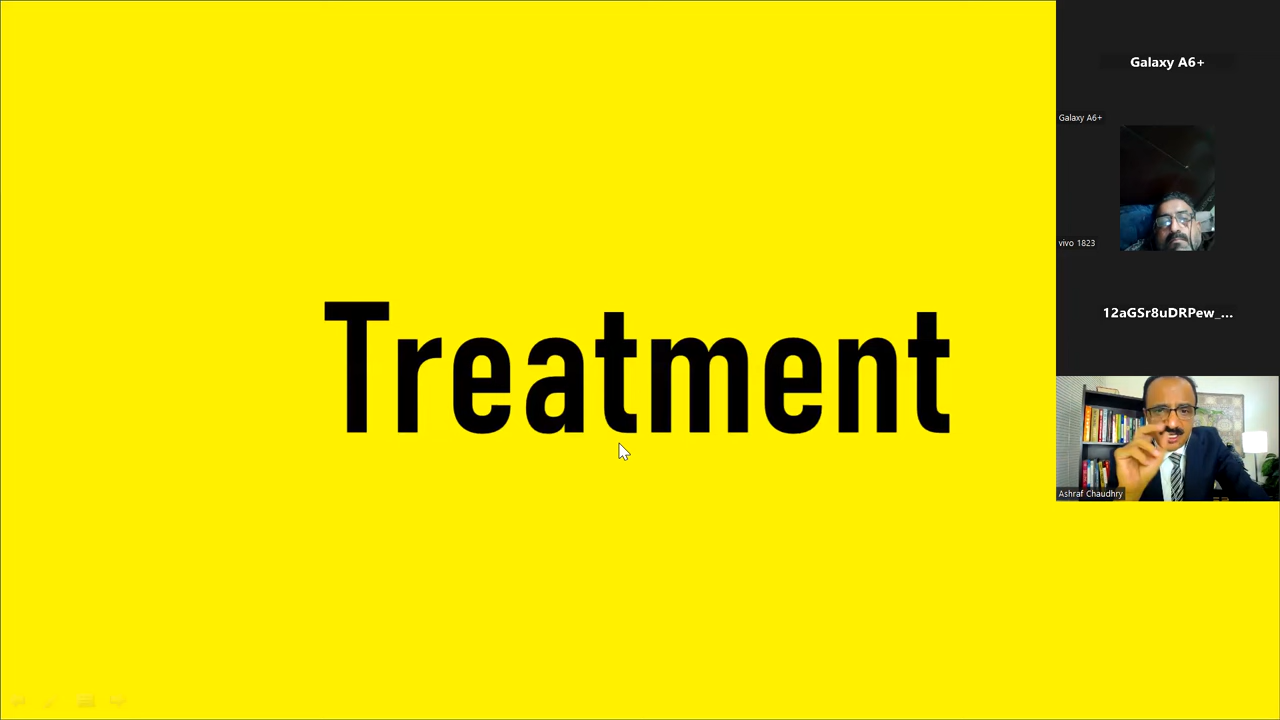 Treatment
Galaxy A6+
Galaxy A6+
vivo 1823
12aGSr8uDRPew_...
Ashraf Chaudhry